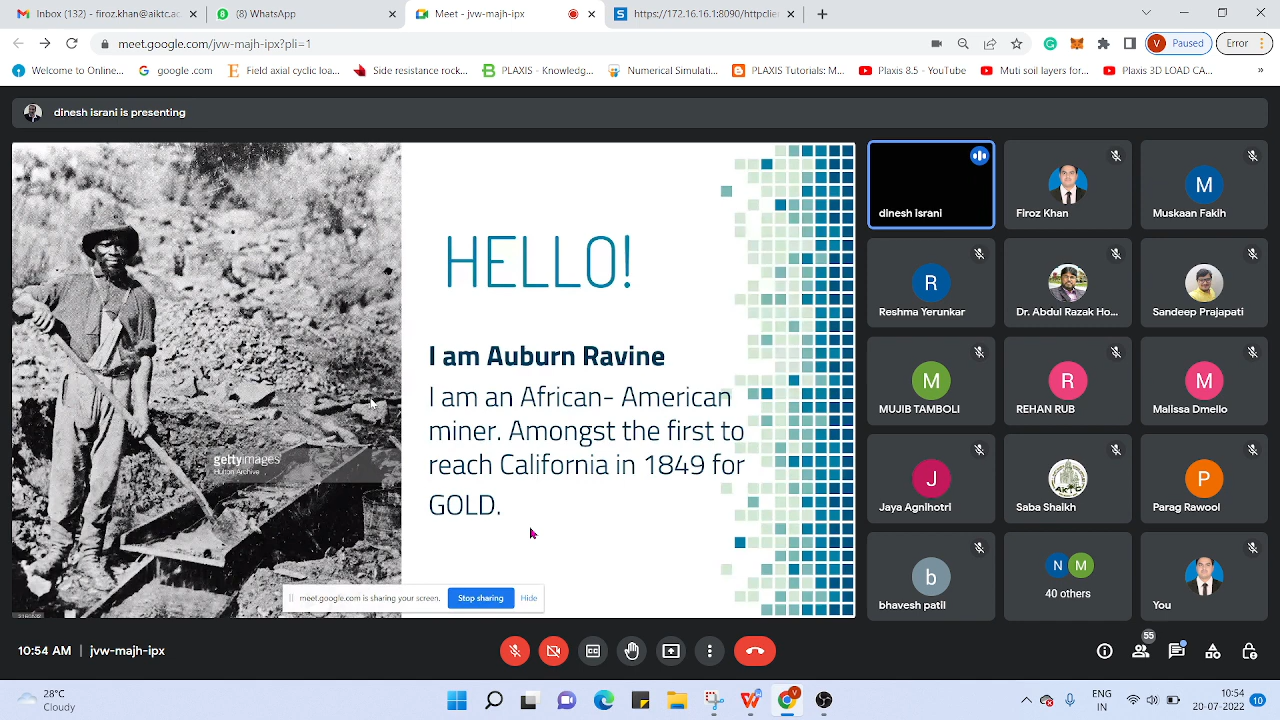 Inbox (10) - firoz.khan@aiktc.ac
(8) WhatsApp
Meet - jvw-majh-ipx
https://172.16.16.1:8090/httpclie
meet.google.com/jvw-majh-ipx?pli=1
V Paused
Error
Welcome to Online...
google.com
Field axein cyclic loa...
Side resistance rock...
PLAXIS - Knowledg...
Numerical Simulati...
PLAXIS Tutorials: M...
Plaxis 8.5 - YouTube
Muti soil layers for...
Plaxis 3D LOAD CA...
»
dinesh israni is presenting
HELLO!
I am Auburn Ravine
I am an African- American
miner. Amongst the first to
reach California in 1849 for
GOLD.
gettyimages
Hulton Archive
meet.google.com is sharing your screen.
Stop sharing
Hide
dinesh israni
Firoz Khan
M
Muskaan Fakih
R
Reshma Yerunkar
Dr. Abdul Razak Ho...
Sandeep Prajapati
M
MUJIB TAMBOLI
R
REHAN RUB
M
Malissa Dmello
J
Jaya Agnihotri
Saba Shaikh
P
Parag Rawool
b
bhavesh patil
N M
40 others
You
10:54 AM | jvw-majh-ipx
55
28°C
Cloudy
ENG
IN
10:54
20-07-2022
10